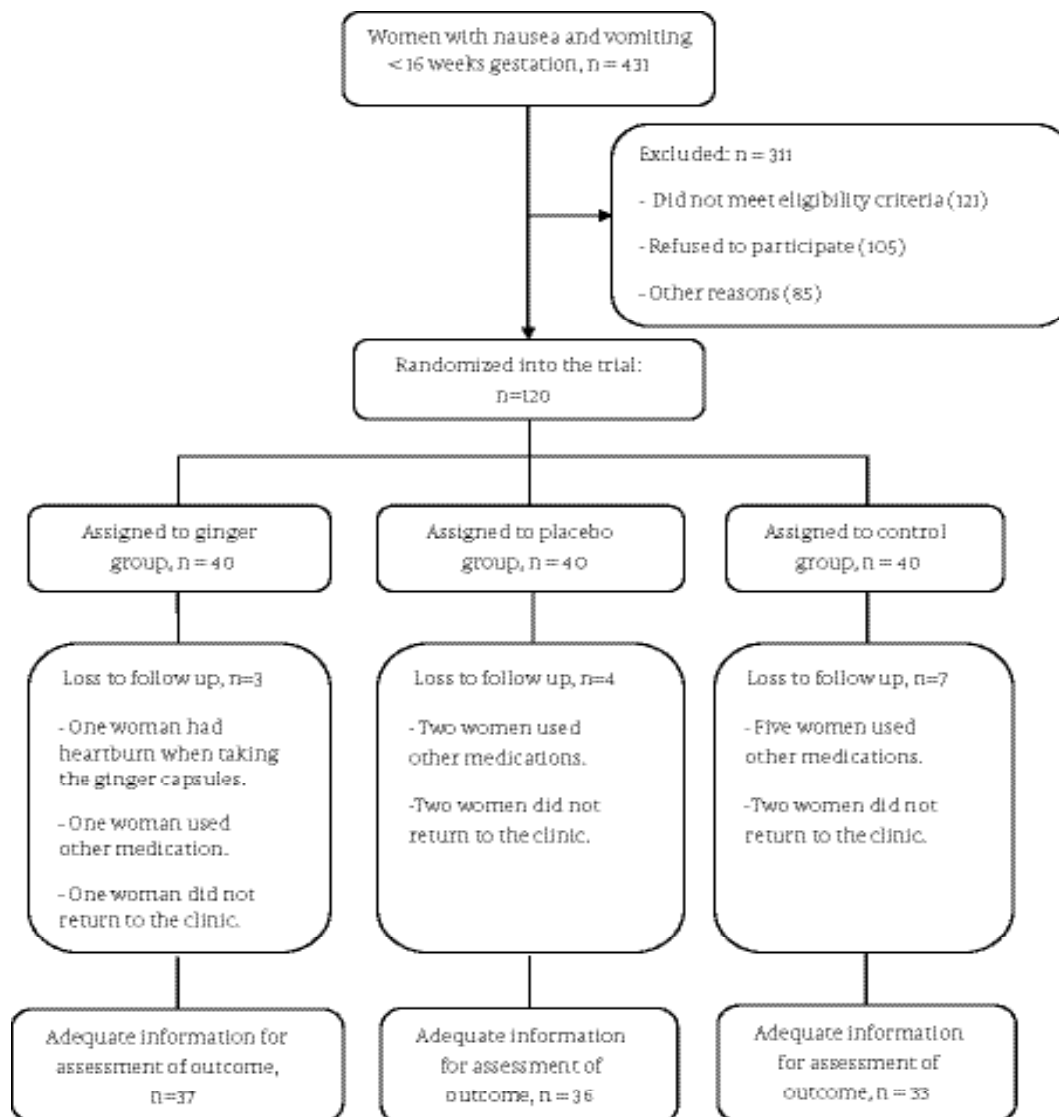 Women with nausea and vomiting
< 16 weeks gestation, n = 431
Excluded: n = 311
- Did not meet eligibility criteria (121)
- Refused to participate (105)
- Other reasons (85)
Randomized into the trial:
n=120
Assigned to ginger
group, n = 40
Assigned to placebo
group, n = 40
Assigned to control
group, n = 40
Loss to follow up, n=3
- One woman had
heartburn when taking
the ginger capsules.
- One woman used
other medication.
- One woman did not
return to the clinic.
Loss to follow up, n=4
- Two women used
other medications.
-Two women did not
return to the clinic.
Loss to follow up, n=7
- Five women used
other medications.
-Two women did not
return to the clinic.
Adequate information for
assessment of outcome,
n=37
Adequate information
for assessment of
outcome, n = 36
Adequate information
for assessment of
outcome, n = 33